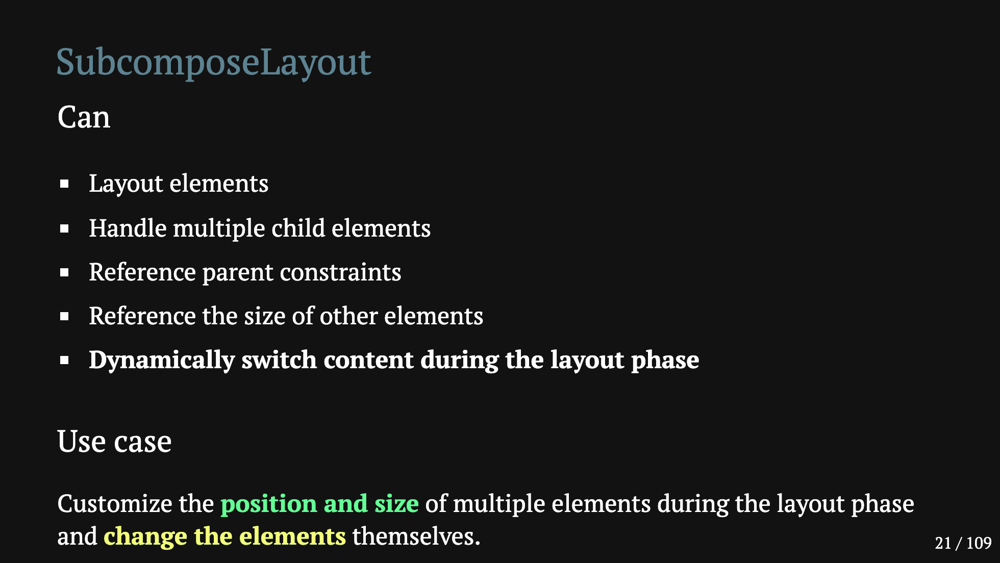 SubcomposeLayout
Can
▪ Layout elements
▪ Handle multiple child elements
▪ Reference parent constraints
▪ Reference the size of other elements
▪ Dynamically switch content during the layout phase
Use case
Customize the position and size of multiple elements during the layout phase
and change the elements themselves.
21 / 109